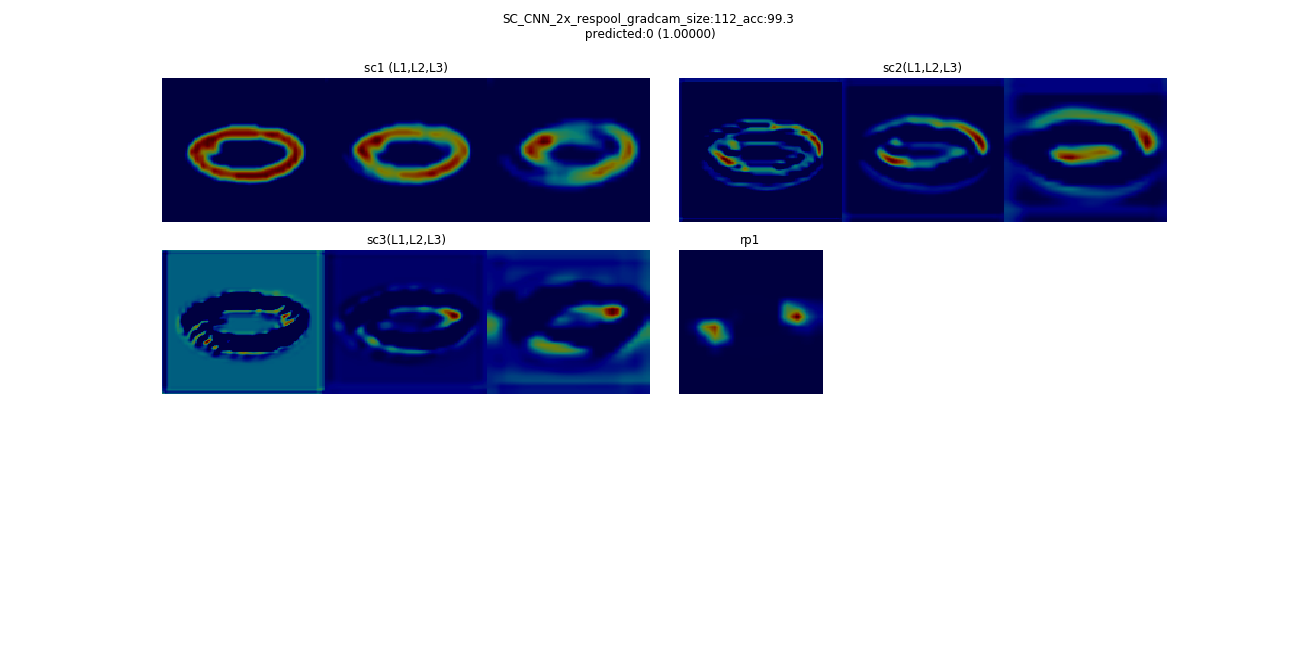 SC_CNN_2x_respool_gradcam_size:112_acc:99.3
predicted:0 (1.00000)
sc1 (L1,L2,L3)
sc2(L1,L2,L3)
sc3(L1,L2,L3)
rp1